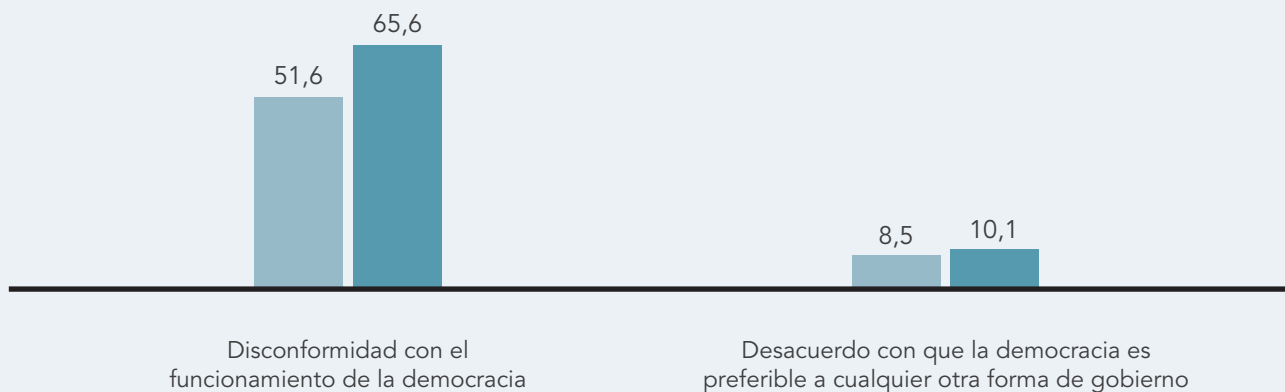 65,6
51,6
8,5
10,1
Disconformidad con el
funcionamiento de la democracia
Desacuerdo con que la democracia es
preferible a cualquier otra forma de gobierno